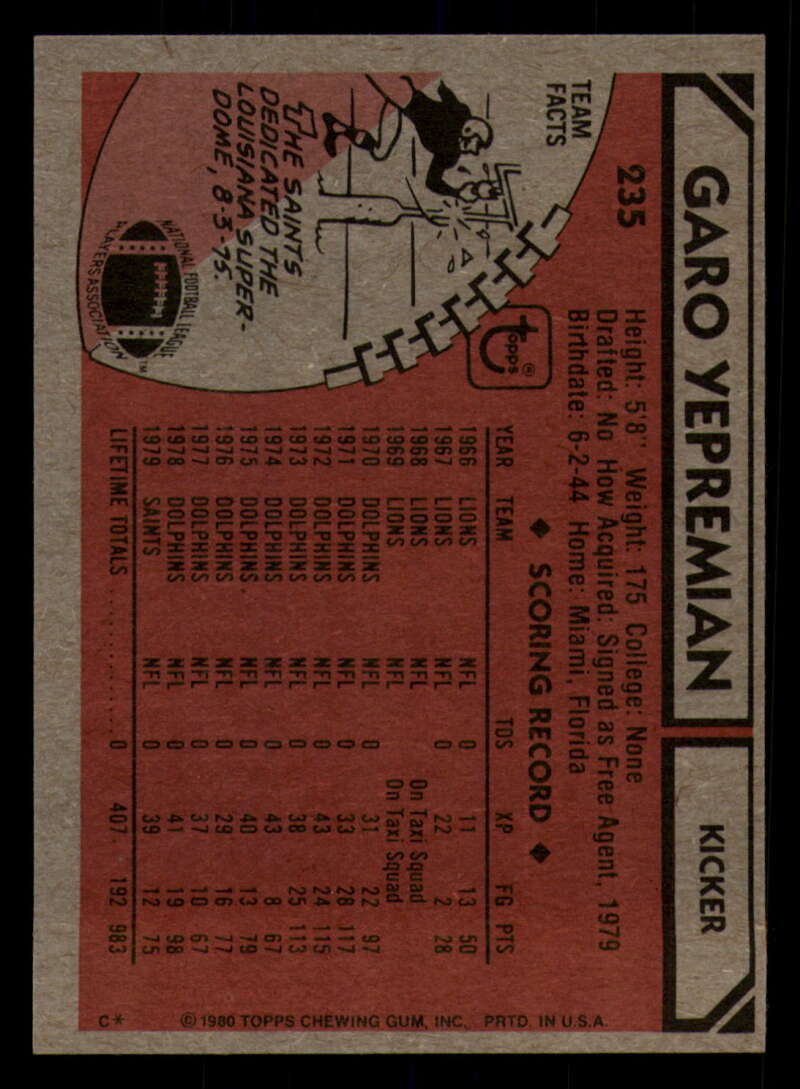 GARO YEPREMIAN
KICKER
235
Height: 5'8" Weight: 175 College: None
Drafted: No How Acquired: Signed as Free Agent, 1979
Birthdate: 6-2-44 Home: Miami, Florida
TEAM
FACTS
THE SAINTS
DEDICATED THE
LOUISIANA SUPER-
DOME, 8-3-75.
NATIONAL FOOTBALL LEAGUE
PLAYERS ASSOCIATION
TM
topps®
◆ SCORING RECORD ◆
YEAR TEAM TDS XP FG PTS
1966 LIONS NFL 0 11 13 50
1967 LIONS NFL 0 22 2 28
1968 LIONS NFL On Taxi Squad
1969 LIONS NFL On Taxi Squad
1970 DOLPHINS NFL 0 31 22 97
1971 DOLPHINS NFL 0 33 28 117
1972 DOLPHINS NFL 0 43 24 115
1973 DOLPHINS NFL 0 38 25 113
1974 DOLPHINS NFL 0 43 8 67
1975 DOLPHINS NFL 0 40 13 79
1976 DOLPHINS NFL 0 29 16 77
1977 DOLPHINS NFL 0 37 10 67
1978 DOLPHINS NFL 0 41 19 98
1979 SAINTS NFL 0 39 12 75
LIFETIME TOTALS .......... 0 407 192 983
C* © 1980 TOPPS CHEWING GUM, INC. PRTD. IN U.S.A.